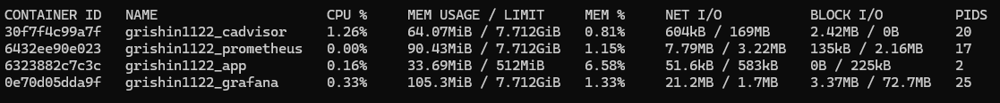 CONTAINER ID NAME CPU % MEM USAGE / LIMIT MEM % NET I/O BLOCK I/O PIDS
30f7f4c99a7f grishin1122_cadvisor 1.26% 64.07MiB / 7.712GiB 0.81% 604kB / 169MB 2.42MB / 0B 20
6432ee90e023 grishin1122_prometheus 0.00% 90.43MiB / 7.712GiB 1.15% 7.79MB / 3.22MB 135kB / 2.16MB 17
6323882c7c3c grishin1122_app 0.16% 33.69MiB / 512MiB 6.58% 51.6kB / 583kB 0B / 225kB 2
0e70d05dda9f grishin1122_grafana 0.33% 105.3MiB / 7.712GiB 1.33% 21.2MB / 1.7MB 3.37MB / 72.7MB 25